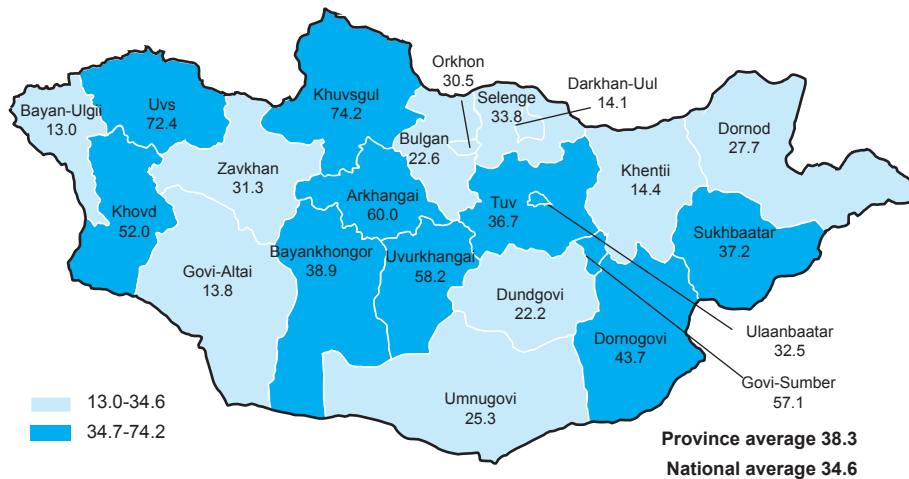 Orkhon
30.5
Darkhan-Uul
14.1
Selenge
33.8
Khuvsgul
74.2
Uvs
72.4
Bayan-Ulgii
13.0
Bulgan
22.6
Dornod
27.7
Khentii
14.4
Zavkhan
31.3
Arkhangai
60.0
Tuv
36.7
Khovd
52.0
Sukhbaatar
37.2
Bayankhongor
38.9
Uvurkhangai
58.2
Govi-Altai
13.8
Dundgovi
22.2
Dornogovi
43.7
Ulaanbaatar
32.5
Govi-Sumber
57.1
Umnugovi
25.3
13.0-34.6
34.7-74.2
Province average 38.3
National average 34.6